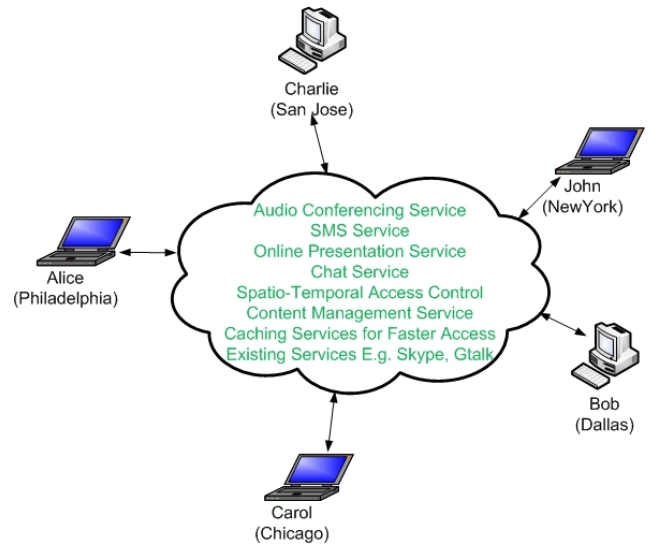 Charlie
(San Jose)
John
(NewYork)
Audio Conferencing Service
SMS Service
Online Presentation Service
Chat Service
Spatio-Temporal Access Control
Content Management Service
Caching Services for Faster Access
Existing Services E.g. Skype, Gtalk
Alice
(Philadelphia)
Bob
(Dallas)
Carol
(Chicago)